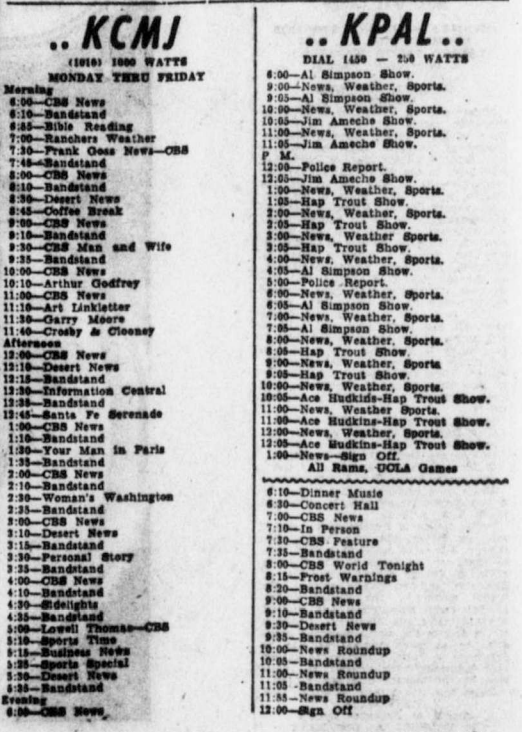 .. KCMJ
(1010) 1000 WATTS
MONDAY THRU FRIDAY
Morning
6:00—CBS News
6:10—Bandstand
6:55—Bible Reading
7:00—Ranchers Weather
7:30—Frank Goss News—CBS
7:45—Bandstand
8:00—CBS News
8:10—Bandstand
8:30—Desert News
8:45—Coffee Break
9:00—CBS News
9:10—Bandstand
9:30—CBS Man and Wife
9:35—Bandstand
10:00—CBS News
10:10—Arthur Godfrey
11:00—CBS News
11:10—Art Linkletter
11:30—Garry Moore
11:40—Crosby & Clooney
Afternoon
12:00—CBS News
12:10—Desert News
12:15—Bandstand
12:30—Information Central
12:35—Bandstand
12:45—Santa Fe Serenade
1:00—CBS News
1:10—Bandstand
1:30—Your Man in Paris
1:35—Bandstand
2:00—CBS News
2:10—Bandstand
2:30—Woman's Washington
2:35—Bandstand
3:00—CBS News
3:10—Desert News
3:15—Bandstand
3:30—Personal Story
3:35—Bandstand
4:00—CBS News
4:10—Bandstand
4:30—Sidelights
4:35—Bandstand
5:00—Lowell Thomas—CBS
5:10—Sports Time
5:15—Business News
5:25—Sports Special
5:30—Desert News
5:35—Bandstand
Evening
6:00—CBS News
.. KPAL ..
DIAL 1450 — 250 WATTS
6:00—Al Simpson Show.
9:00—News, Weather, Sports.
9:05—Al Simpson Show.
10:00—News, Weather, Sports.
10:05—Jim Ameche Show.
11:00—News, Weather, Sports.
11:05—Jim Ameche Show.
P M.
12:00—Police Report.
12:05—Jim Ameche Show.
1:00—News, Weather, Sports.
1:05—Hap Trout Show.
2:00—News, Weather, Sports.
2:05—Hap Trout Show.
3:00—News, Weather Sports.
3:05—Hap Trout Show.
4:00—News, Weather, Sports.
4:05—Al Simpson Show.
5:00—Police Report.
6:00—News, Weather, Sports.
6:05—Al Simpson Show.
7:00—News, Weather, Sports.
7:05—Al Simpson Show.
8:00—News, Weather, Sports.
8:05—Hap Trout Show.
9:00—News, Weather, Sports
9:05—Hap Trout Show.
10:00—News, Weather, Sports.
10:05—Ace Hudkids-Hap Trout Show.
11:00—News, Weather Sports.
11:00—Ace Hudkins-Hap Trout Show.
12:00—News, Weather, Sports.
12:05—Ace Hudkins-Hap Trout Show.
1:00—News—Sign Off.
All Rams, UCLA Games
6:10—Dinner Music
6:30—Concert Hall
7:00—CBS News
7:10—In Person
7:30—CBS Feature
7:35—Bandstand
8:00—CBS World Tonight
8:15—Frost Warnings
8:20—Bandstand
9:00—CBS News
9:10—Bandstand
9:30—Desert News
9:35—Bandstand
10:00—News Roundup
10:05—Bandstand
11:00—News Roundup
11:05—Bandstand
11:55—News Roundup
12:00—Sign Off